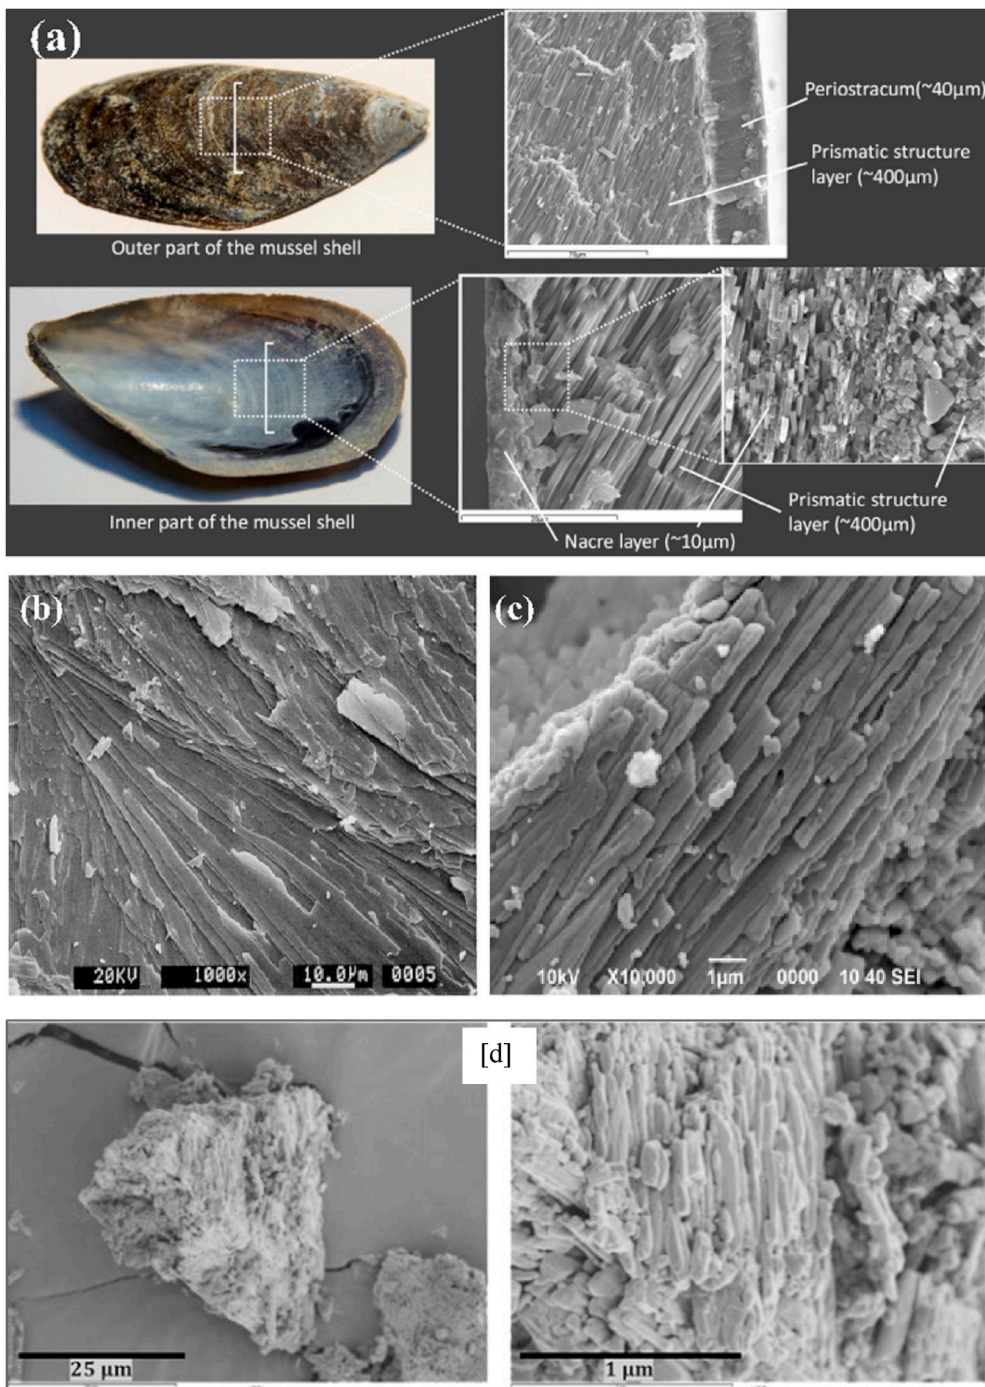 (a)
Periostracum(~40μm)
Prismatic structure
layer (~400μm)
Outer part of the mussel shell
Prismatic structure
layer (~400μm)
Inner part of the mussel shell
Nacre layer (~10μm)
(b)
(c)
20KV 1000x 10.0μm 0005
10kV X10,000 1μm 0000 10 40 SEI
[d]
25 μm
1 μm